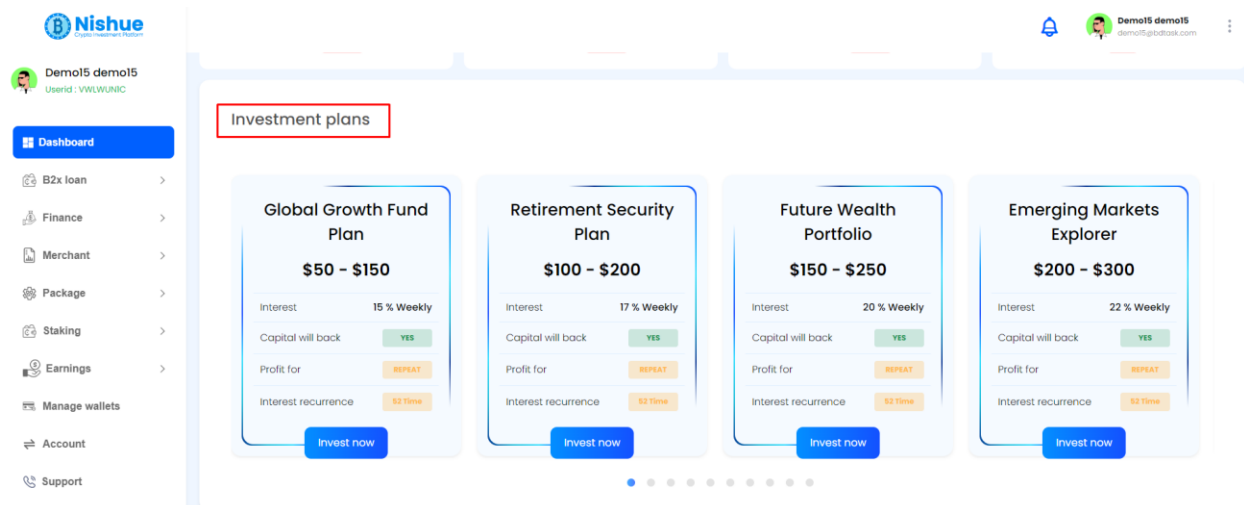 Nishue
Crypto Investment Platform
Demo15 demo15
demo15@bdtask.com
Demo15 demo15
Userid : VWLWUNIC
Dashboard
B2x loan
Finance
Merchant
Package
Staking
Earnings
Manage wallets
Account
Support
Investment plans
Global Growth Fund
Plan
$50 - $150
Interest 15 % Weekly
Capital will back YES
Profit for REPEAT
Interest recurrence 52 Time
Invest now
Retirement Security
Plan
$100 - $200
Interest 17 % Weekly
Capital will back YES
Profit for REPEAT
Interest recurrence 52 Time
Invest now
Future Wealth
Portfolio
$150 - $250
Interest 20 % Weekly
Capital will back YES
Profit for REPEAT
Interest recurrence 52 Time
Invest now
Emerging Markets
Explorer
$200 - $300
Interest 22 % Weekly
Capital will back YES
Profit for REPEAT
Interest recurrence 52 Time
Invest now